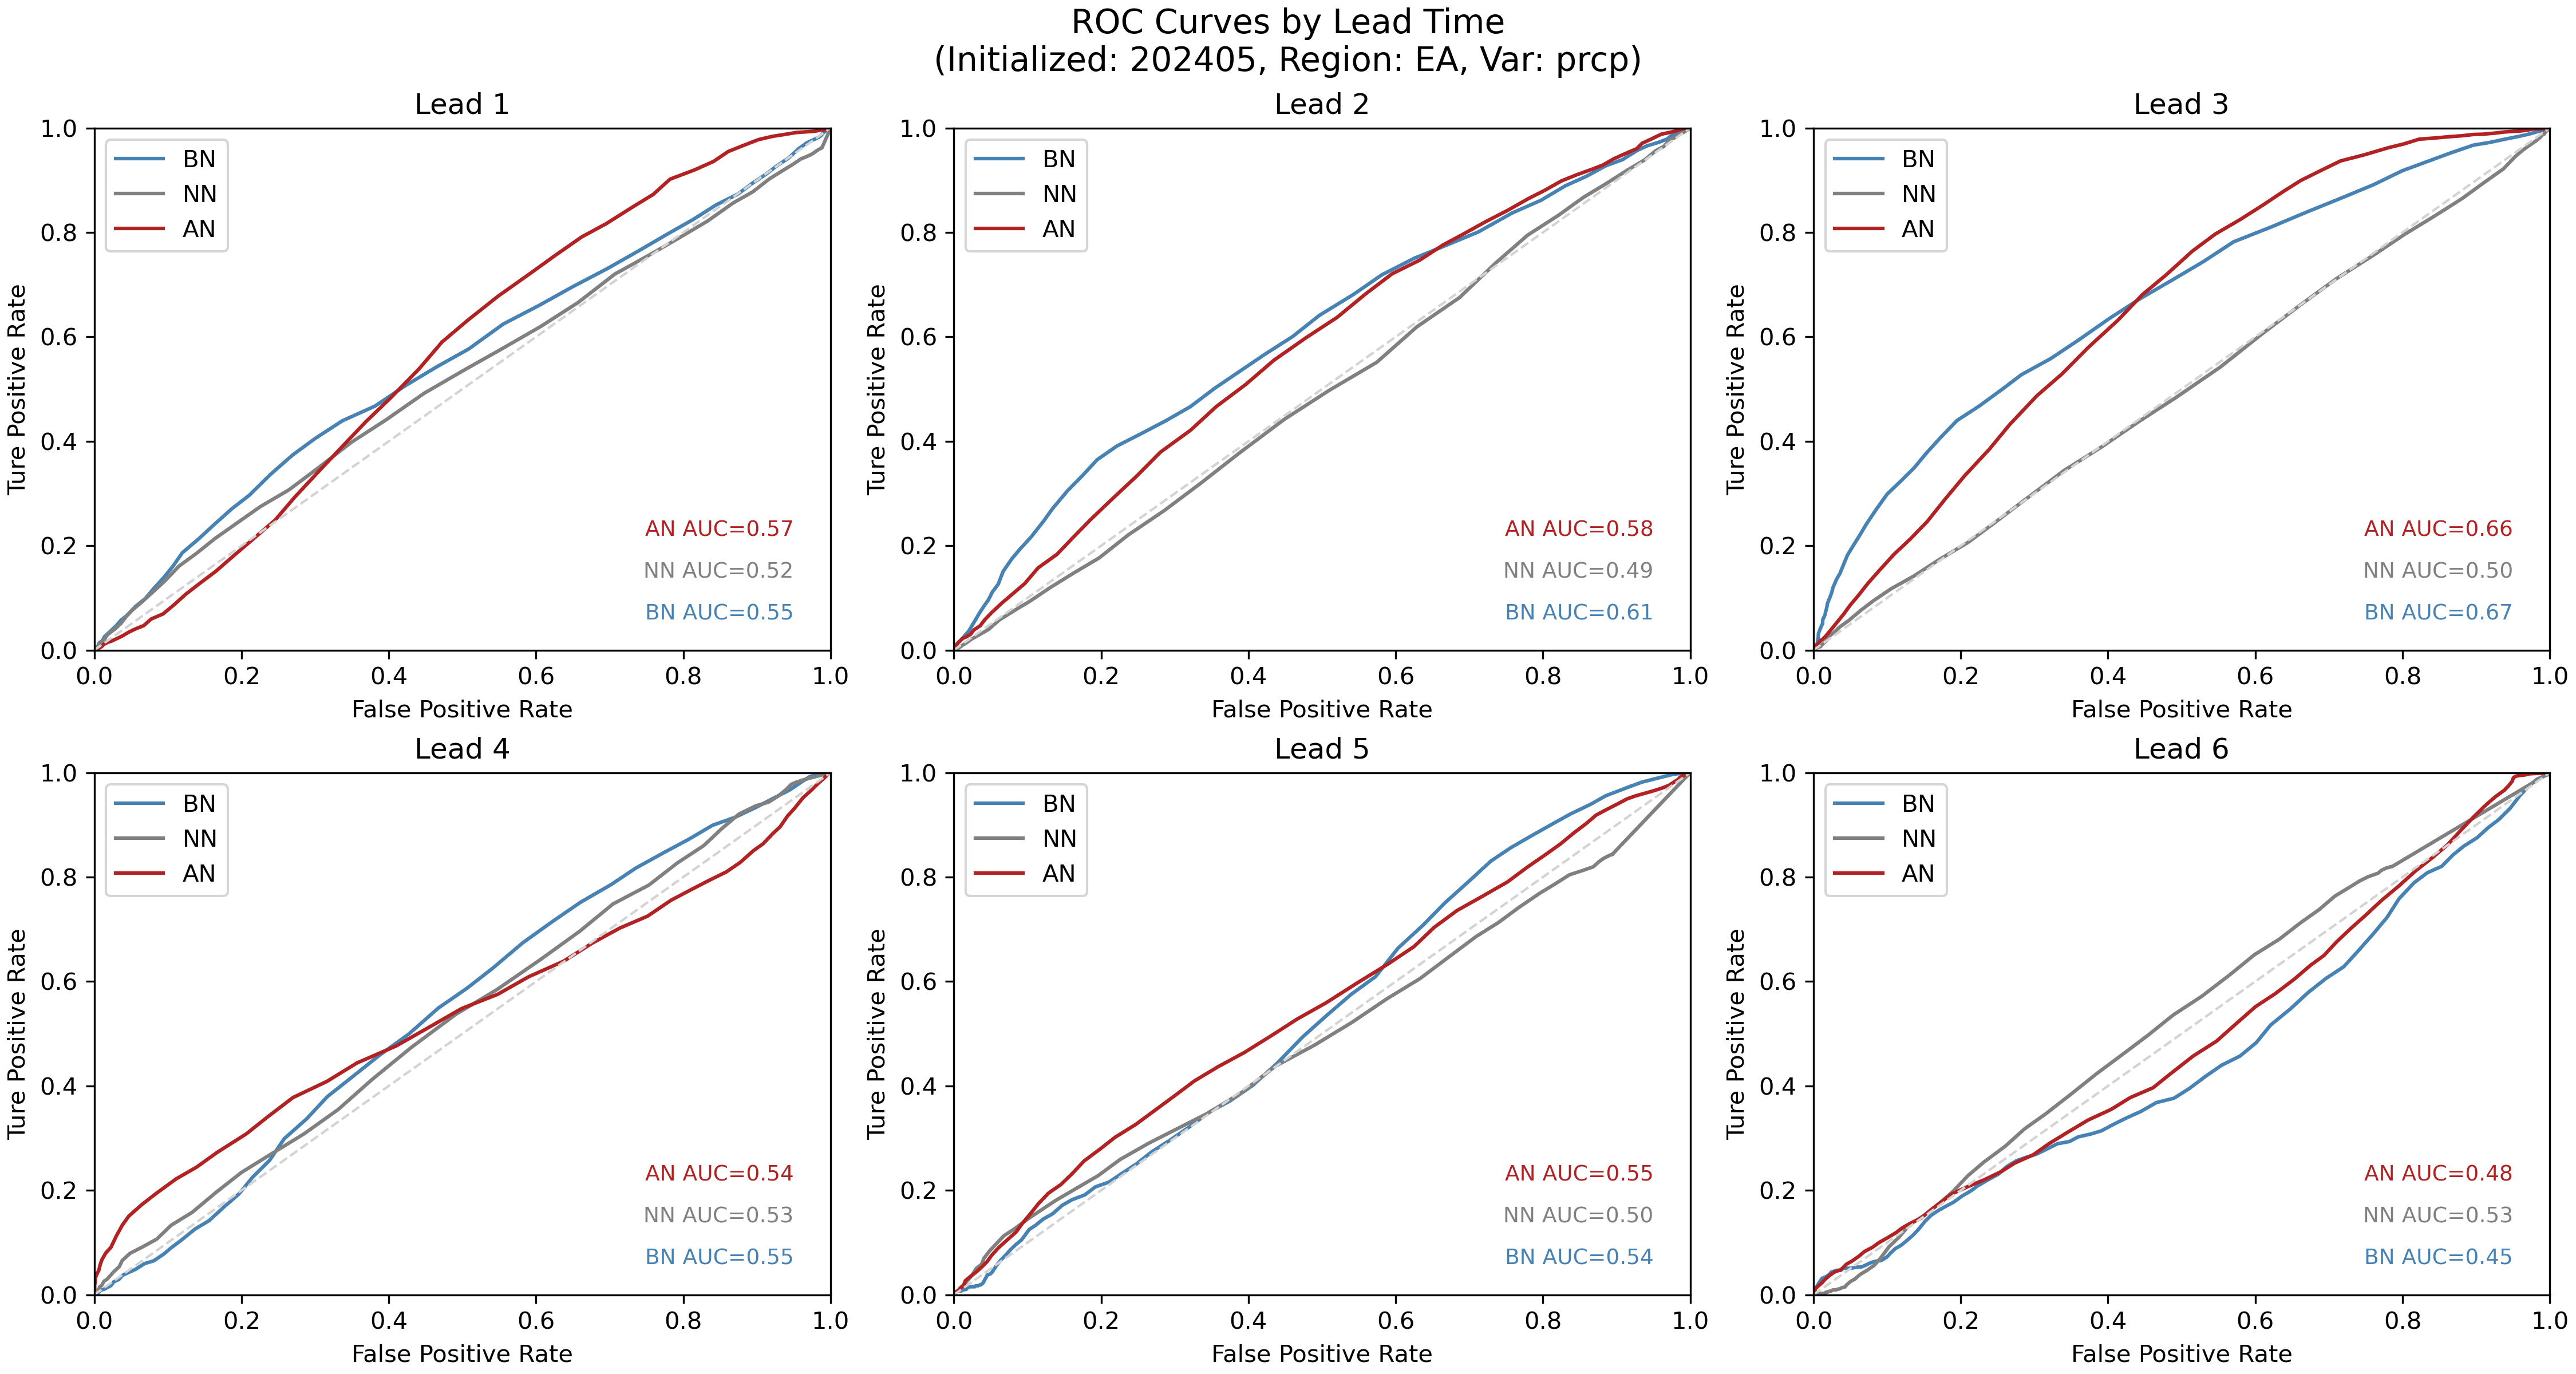 ROC Curves by Lead Time
(Initialized: 202405, Region: EA, Var: prcp)
Lead 1
1.0
0.8
0.6
0.4
0.2
0.0
Ture Positive Rate
BN
NN
AN
AN AUC=0.57
NN AUC=0.52
BN AUC=0.55
0.0 0.2 0.4 0.6 0.8 1.0
False Positive Rate
Lead 2
1.0
0.8
0.6
0.4
0.2
0.0
Ture Positive Rate
BN
NN
AN
AN AUC=0.58
NN AUC=0.49
BN AUC=0.61
0.0 0.2 0.4 0.6 0.8 1.0
False Positive Rate
Lead 3
1.0
0.8
0.6
0.4
0.2
0.0
Ture Positive Rate
BN
NN
AN
AN AUC=0.66
NN AUC=0.50
BN AUC=0.67
0.0 0.2 0.4 0.6 0.8 1.0
False Positive Rate
Lead 4
1.0
0.8
0.6
0.4
0.2
0.0
Ture Positive Rate
BN
NN
AN
AN AUC=0.54
NN AUC=0.53
BN AUC=0.55
0.0 0.2 0.4 0.6 0.8 1.0
False Positive Rate
Lead 5
1.0
0.8
0.6
0.4
0.2
0.0
Ture Positive Rate
BN
NN
AN
AN AUC=0.55
NN AUC=0.50
BN AUC=0.54
0.0 0.2 0.4 0.6 0.8 1.0
False Positive Rate
Lead 6
1.0
0.8
0.6
0.4
0.2
0.0
Ture Positive Rate
BN
NN
AN
AN AUC=0.48
NN AUC=0.53
BN AUC=0.45
0.0 0.2 0.4 0.6 0.8 1.0
False Positive Rate